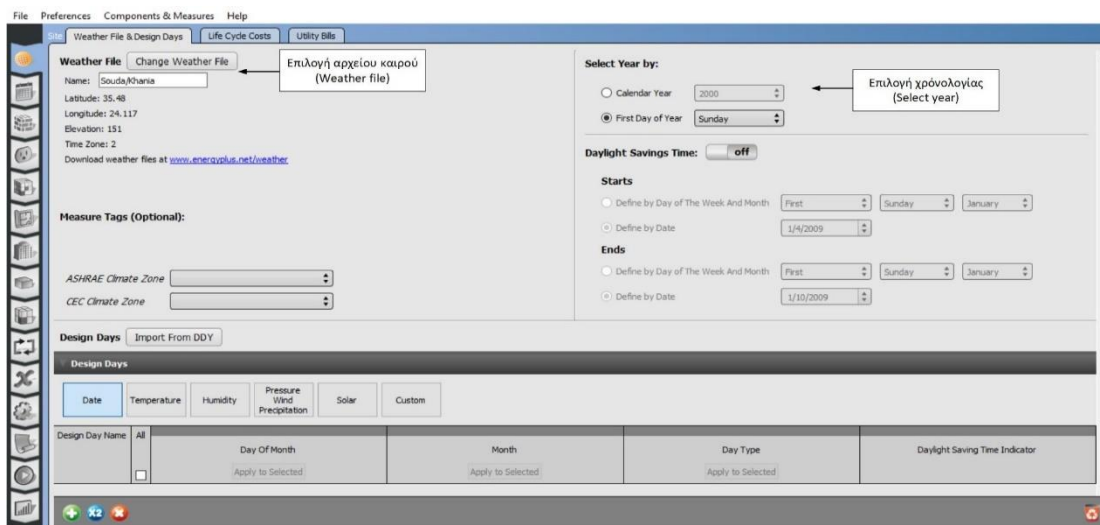 File Preferences Components & Measures Help
Site Weather File & Design Days Life Cycle Costs Utility Bills
Weather File Change Weather File
Name: Souda/Khania
Latitude: 35.48
Longitude: 24.117
Elevation: 151
Time Zone: 2
Download weather files at www.energyplus.net/weather
Επιλογή αρχείου καιρού
(Weather file)
Measure Tags (Optional):
ASHRAE Climate Zone
CEC Climate Zone
Select Year by:
Calendar Year 2000
First Day of Year Sunday
Επιλογή χρόνολογίας
(Select year)
Daylight Savings Time: off
Starts
Define by Day of The Week And Month First Sunday January
Define by Date 1/4/2009
Ends
Define by Day of The Week And Month First Sunday January
Define by Date 1/10/2009
Design Days Import From DDY
Design Days
Date Temperature Humidity Pressure Wind Precipitation Solar Custom
Design Day Name All Day Of Month Month Day Type Daylight Saving Time Indicator
Apply to Selected Apply to Selected Apply to Selected
X2